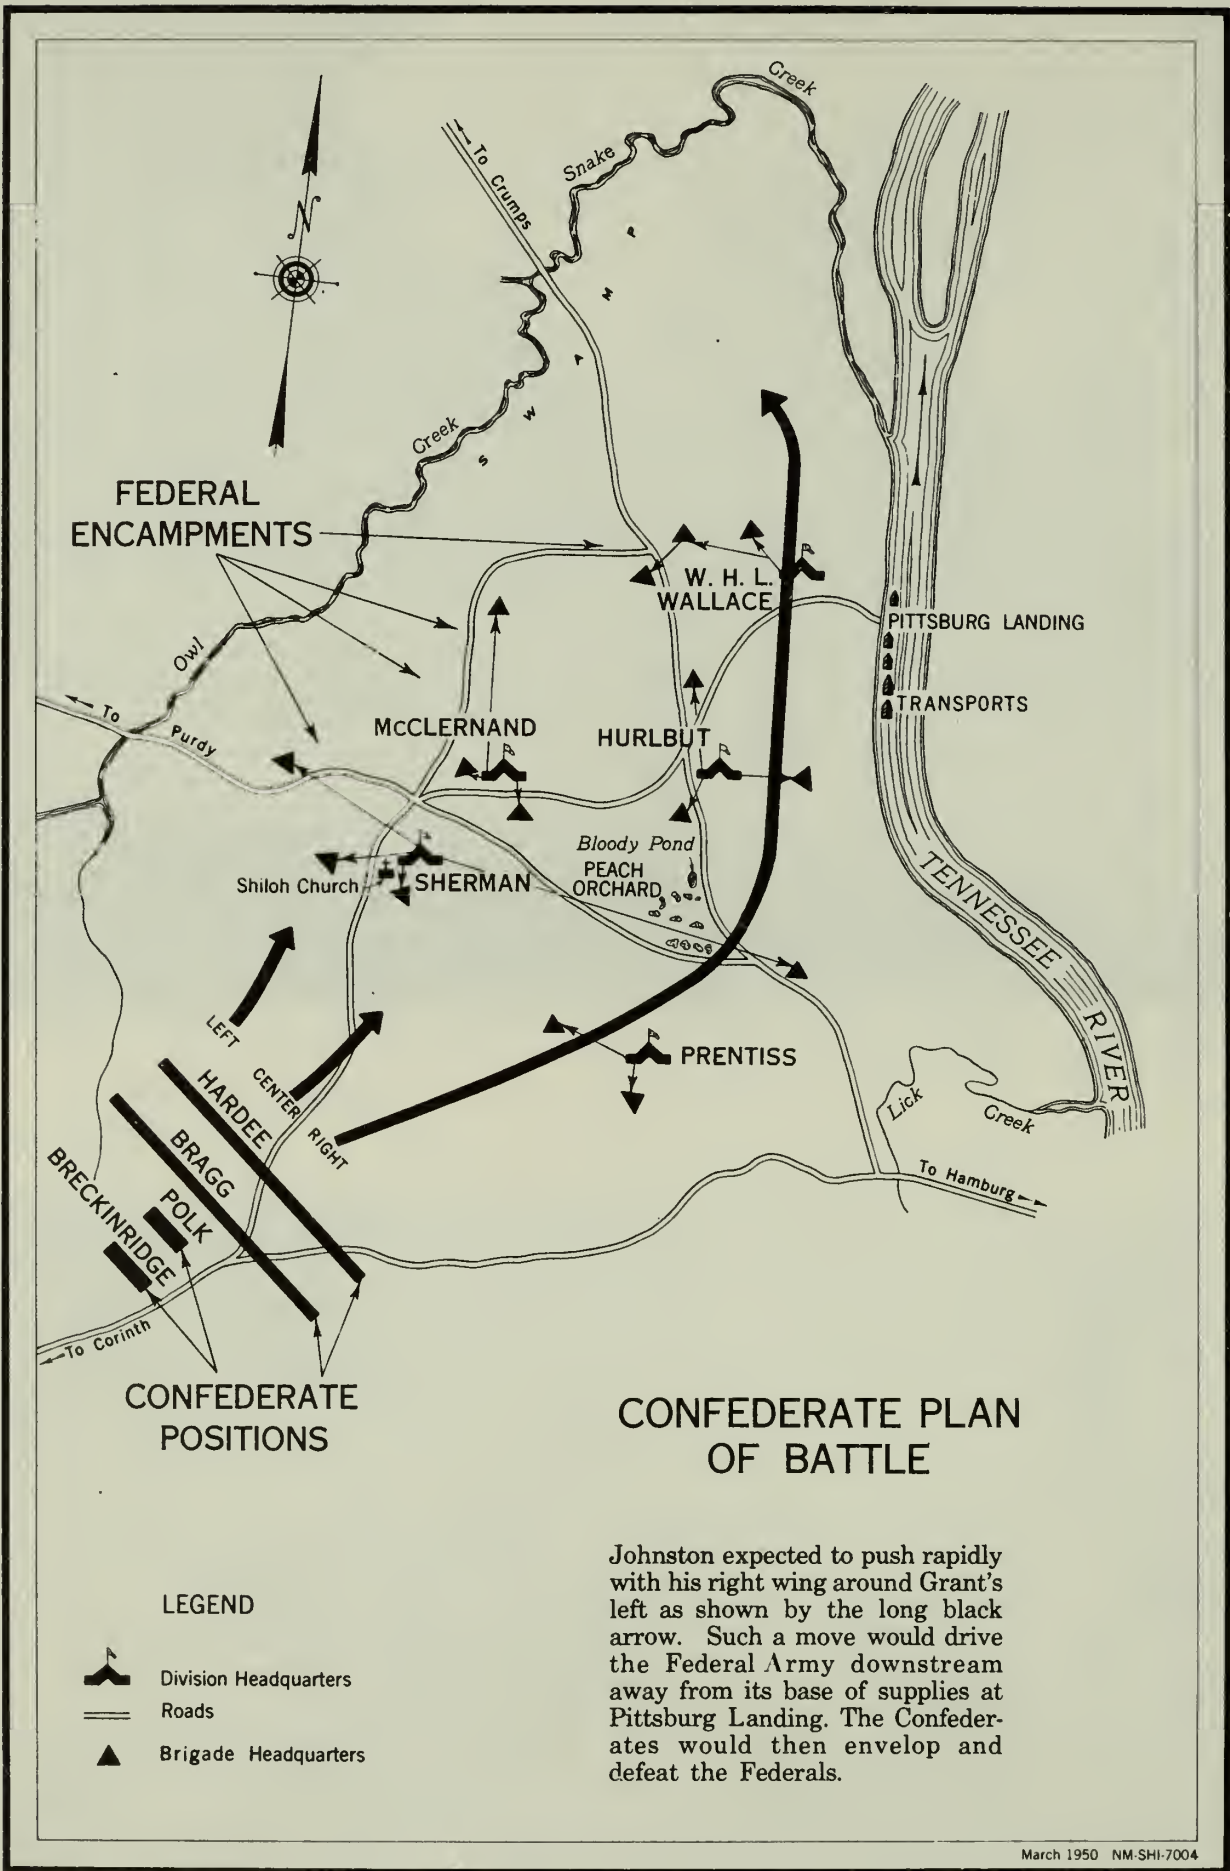 Creek
Snake
To Crumps
N
S W A M P
Creek
FEDERAL
ENCAMPMENTS
W. H. L.
WALLACE
PITTSBURG LANDING
Owl
TRANSPORTS
To
Purdy
McCLERNAND
HURLBUT
Bloody Pond
PEACH
ORCHARD
Shiloh Church
SHERMAN
TENNESSEE
RIVER
LEFT
CENTER
RIGHT
PRENTISS
HARDEE
BRAGG
POLK
BRECKINRIDGE
Lick
Creek
To Hamburg
To Corinth
CONFEDERATE
POSITIONS
CONFEDERATE PLAN
OF BATTLE
Johnston expected to push rapidly
with his right wing around Grant's
left as shown by the long black
arrow. Such a move would drive
the Federal Army downstream
away from its base of supplies at
Pittsburg Landing. The Confeder-
ates would then envelop and
defeat the Federals.
LEGEND
Division Headquarters
Roads
Brigade Headquarters
March 1950 NM-SHI-7004